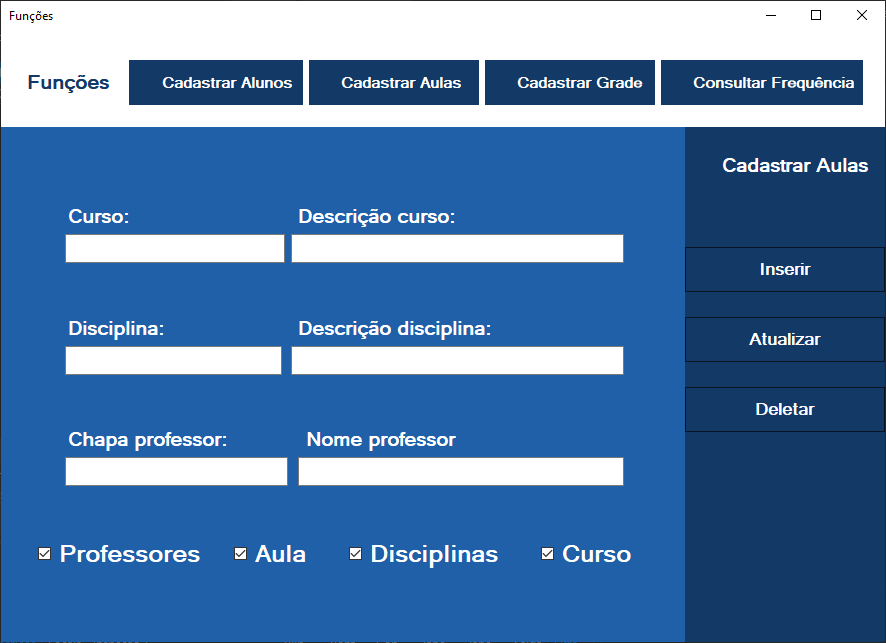 Funções
Funções
Cadastrar Alunos
Cadastrar Aulas
Cadastrar Grade
Consultar Frequência
Cadastrar Aulas
Curso:
Descrição curso:
Disciplina:
Descrição disciplina:
Chapa professor:
Nome professor
Professores
Aula
Disciplinas
Curso
Inserir
Atualizar
Deletar